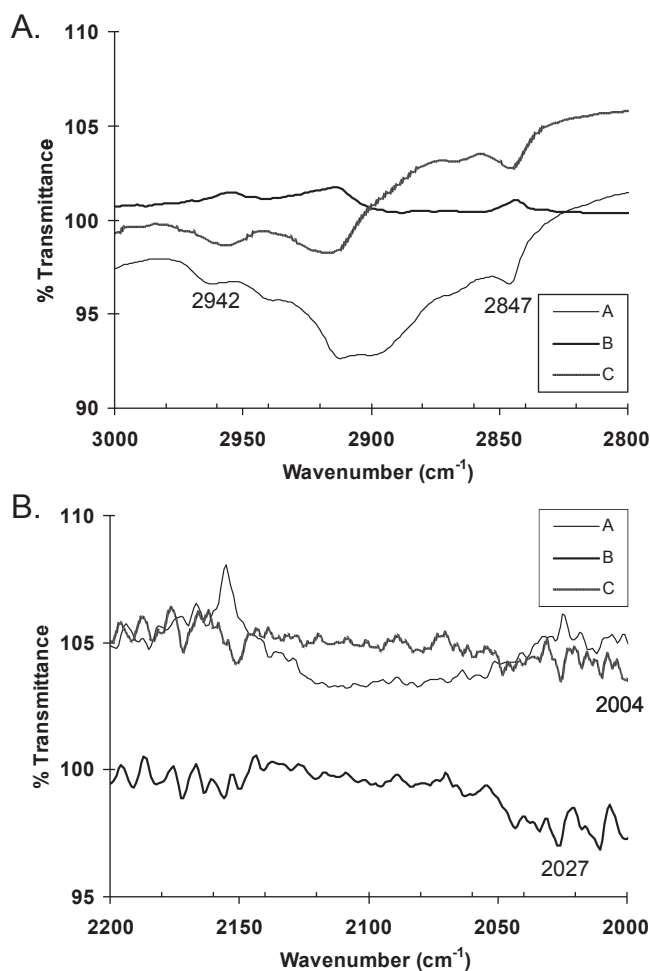 A.
110
105
100
95
90
% Transmittance
2942
2847
A
B
C
3000
2950
2900
2850
2800
Wavenumber (cm⁻¹)
B.
110
105
100
95
% Transmittance
A
B
C
2004
2027
2200
2150
2100
2050
2000
Wavenumber (cm⁻¹)